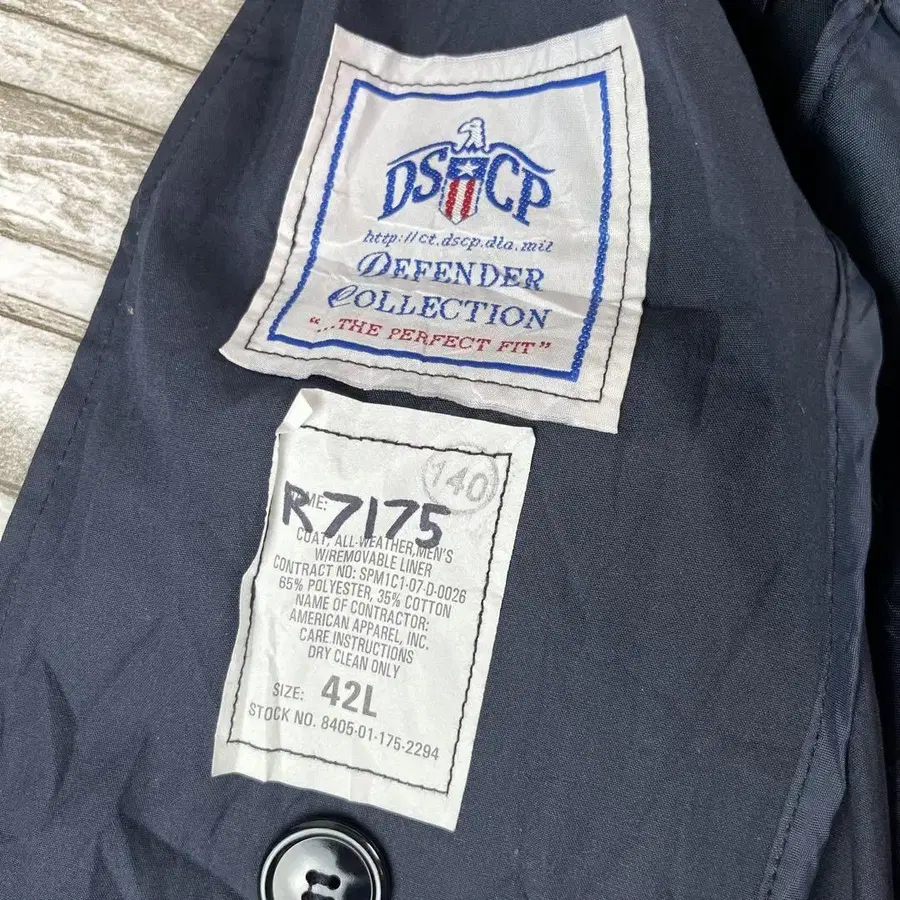 DSCP
http://ct.dscp.dla.mil
DEFENDER
COLLECTION
"...THE PERFECT FIT"
140
R7175
COAT, ALL-WEATHER, MEN'S
W/REMOVABLE LINER
CONTRACT NO: SPM1C1-07-D-0026
65% POLYESTER, 35% COTTON
NAME OF CONTRACTOR:
AMERICAN APPAREL, INC.
CARE INSTRUCTIONS
DRY CLEAN ONLY
SIZE: 42L
STOCK NO. 8405-01-175-2294